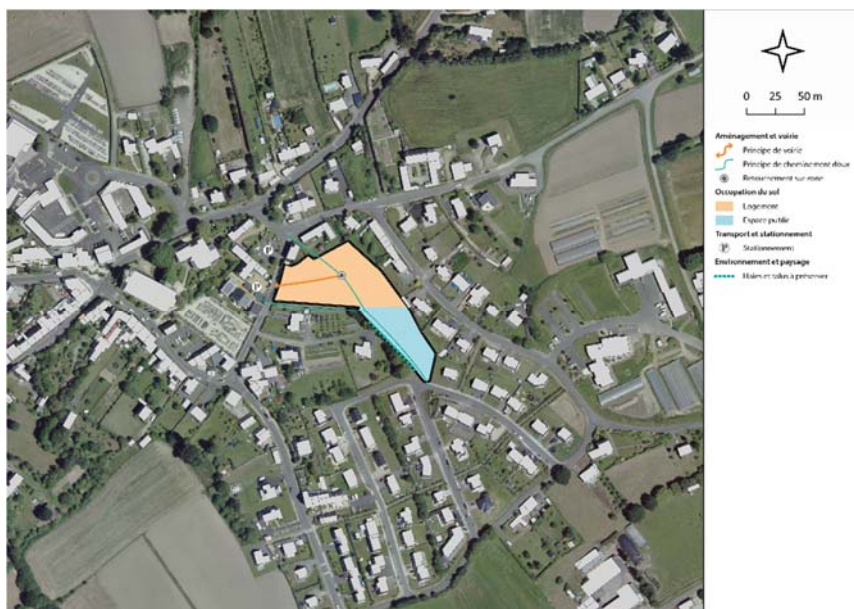 0 25 50 m
Aménagement et voirie
Principe de voirie
Principe de cheminement doux
Retournement sur zone
Occupation du sol
Logement
Espace public
Transport et stationnement
P Stationnement
Environnement et paysage
Haies et talus à préserver
P
P